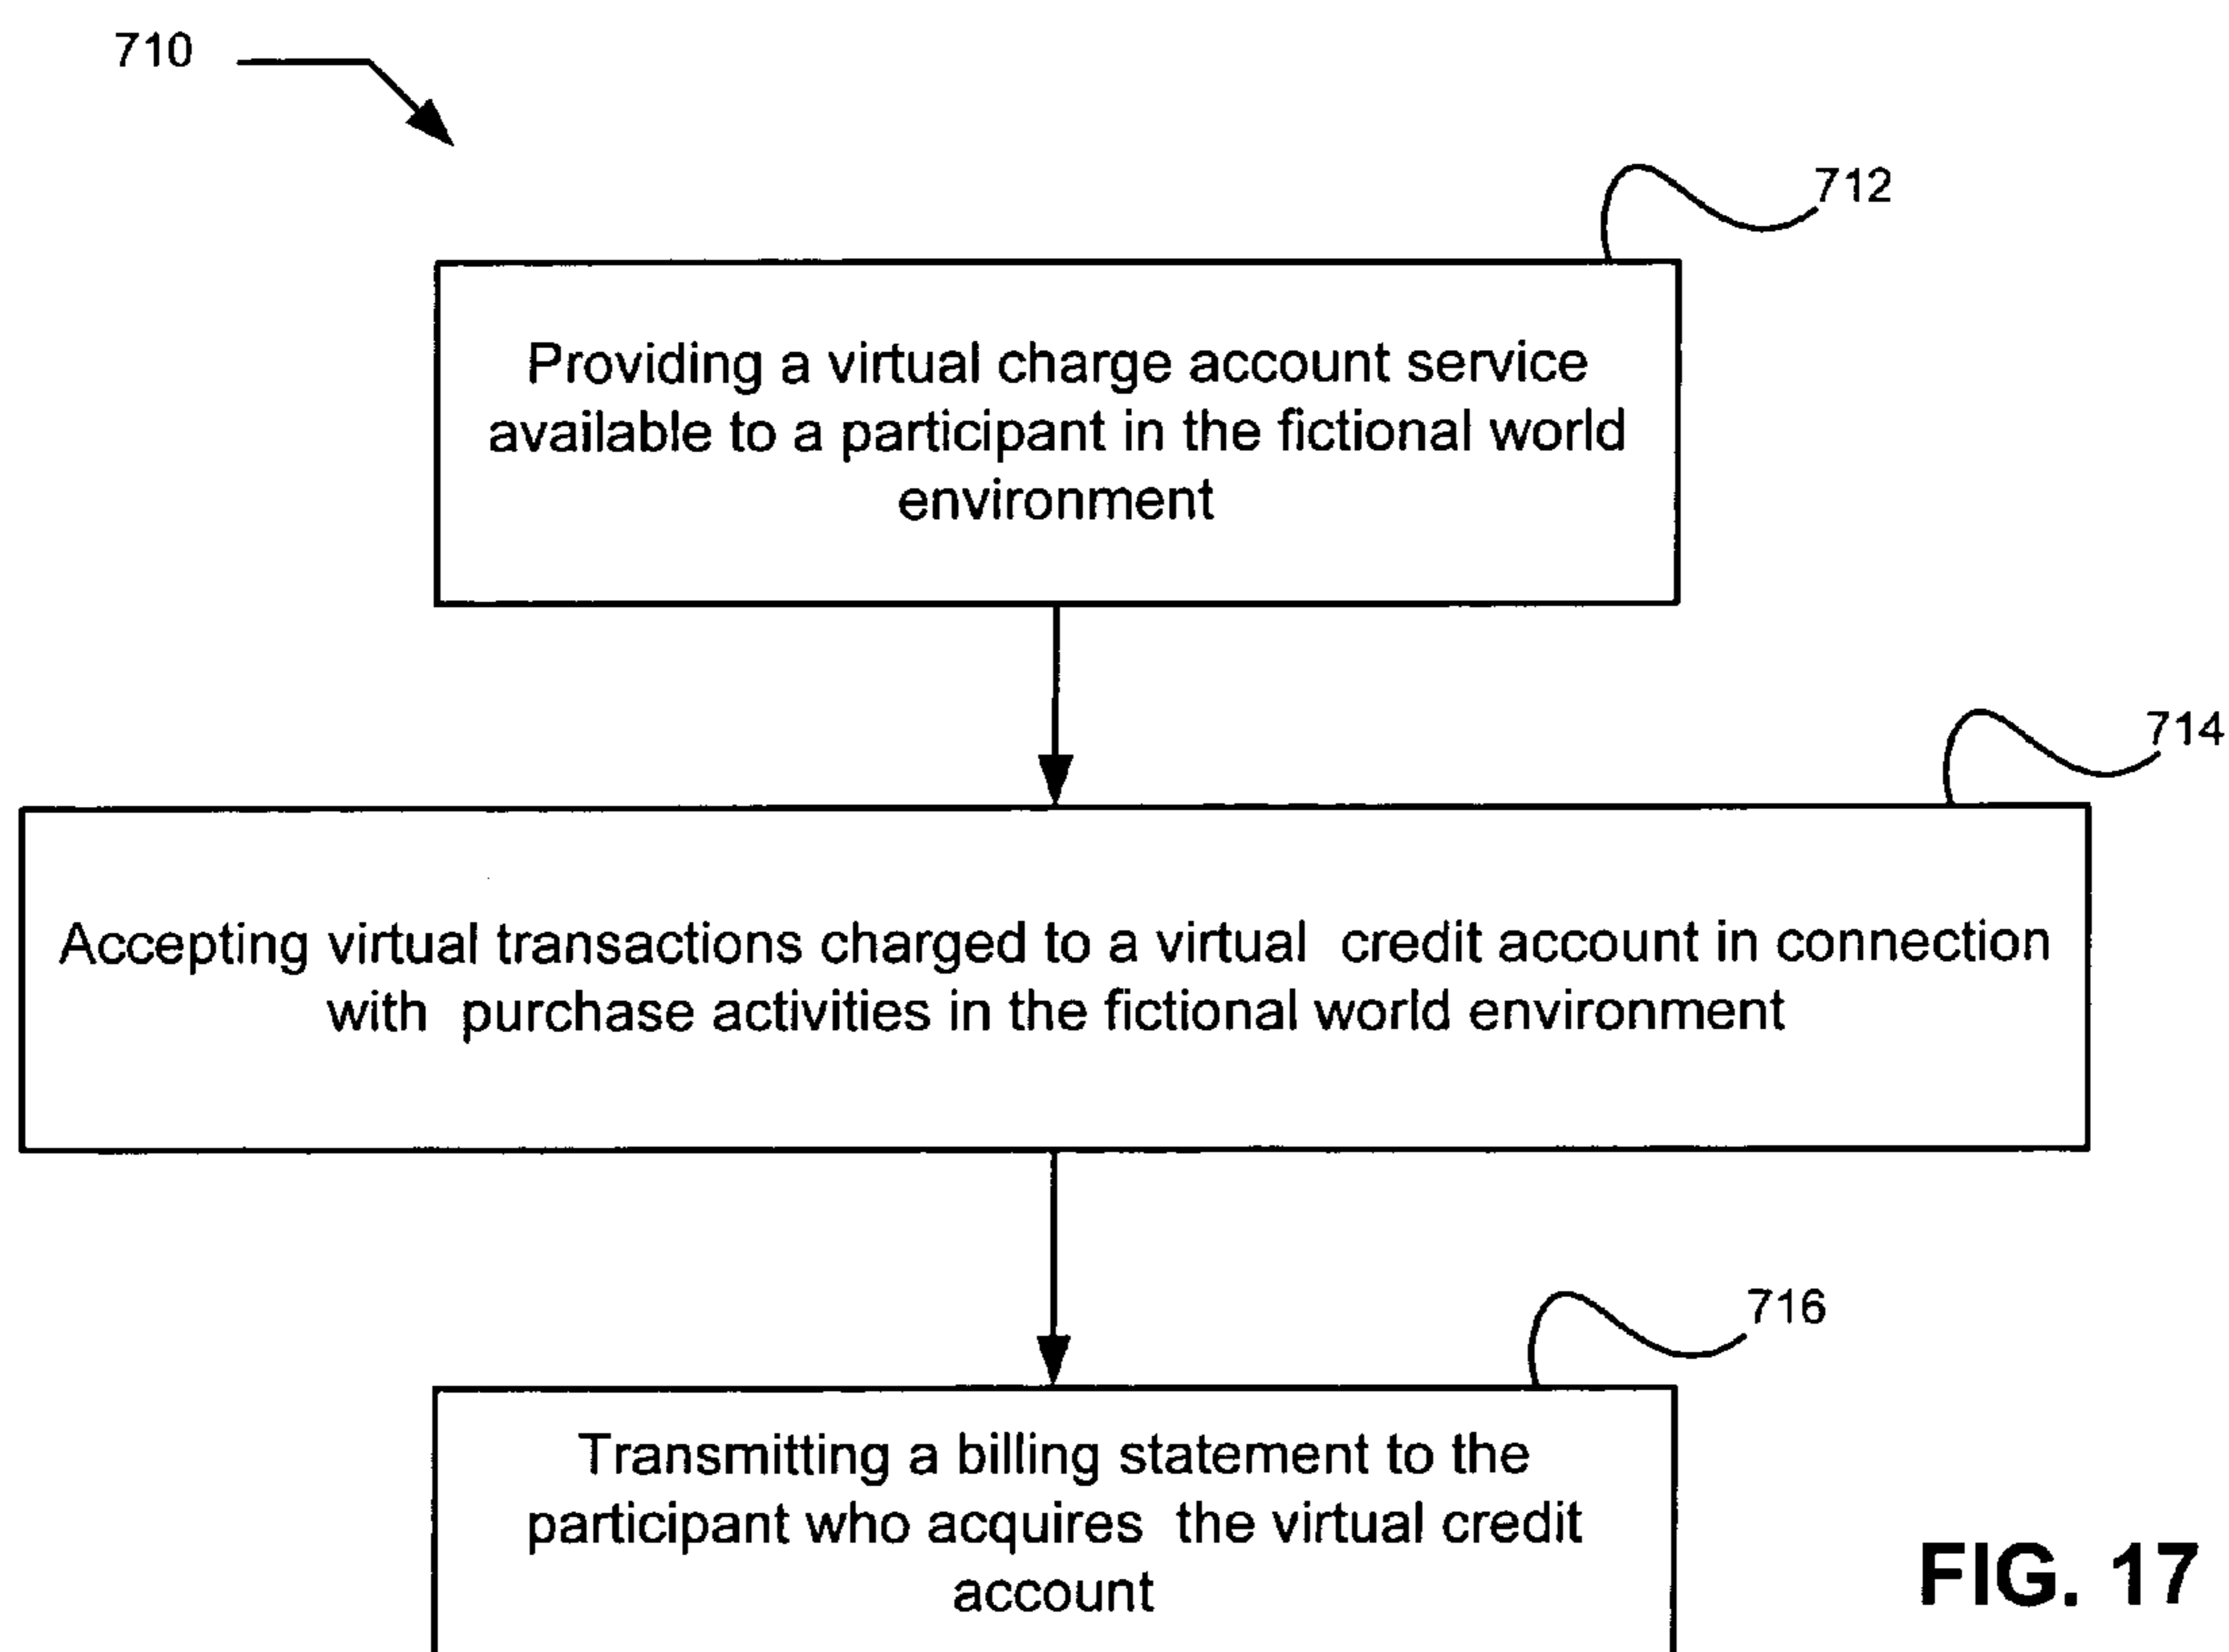 710
712
Providing a virtual charge account service
available to a participant in the fictional world
environment
714
Accepting virtual transactions charged to a virtual credit account in connection
with purchase activities in the fictional world environment
716
Transmitting a billing statement to the
participant who acquires the virtual credit
account
FIG. 17